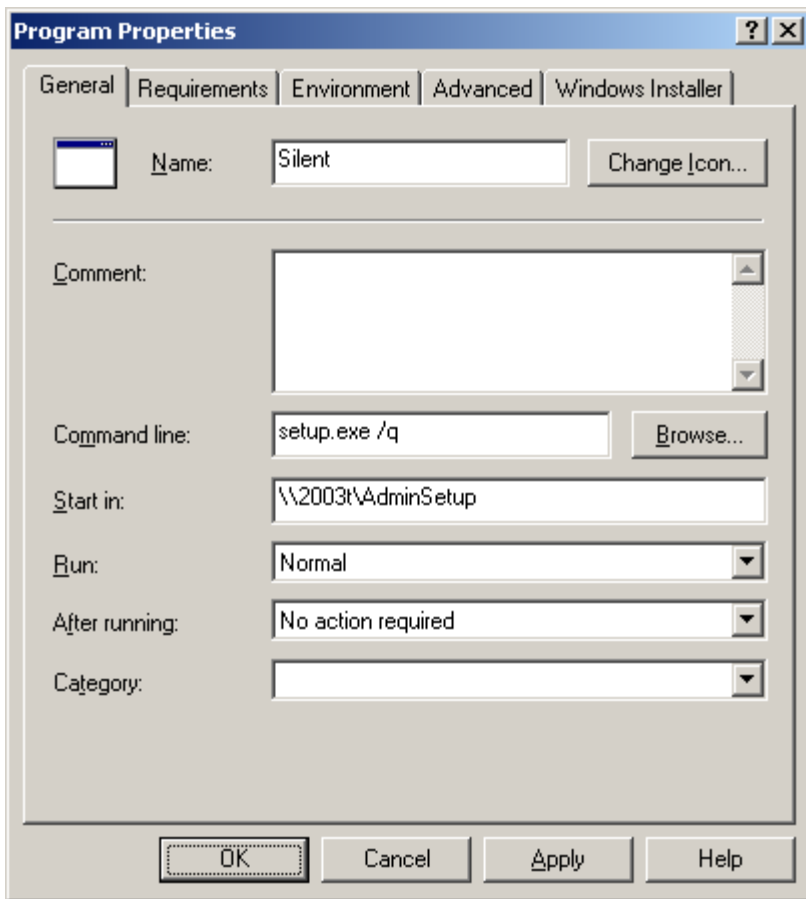 Program Properties
General Requirements Environment Advanced Windows Installer
Name: Silent Change Icon...
Comment:
Command line: setup.exe /q Browse...
Start in: \\2003t\AdminSetup
Run: Normal
After running: No action required
Category:
OK Cancel Apply Help